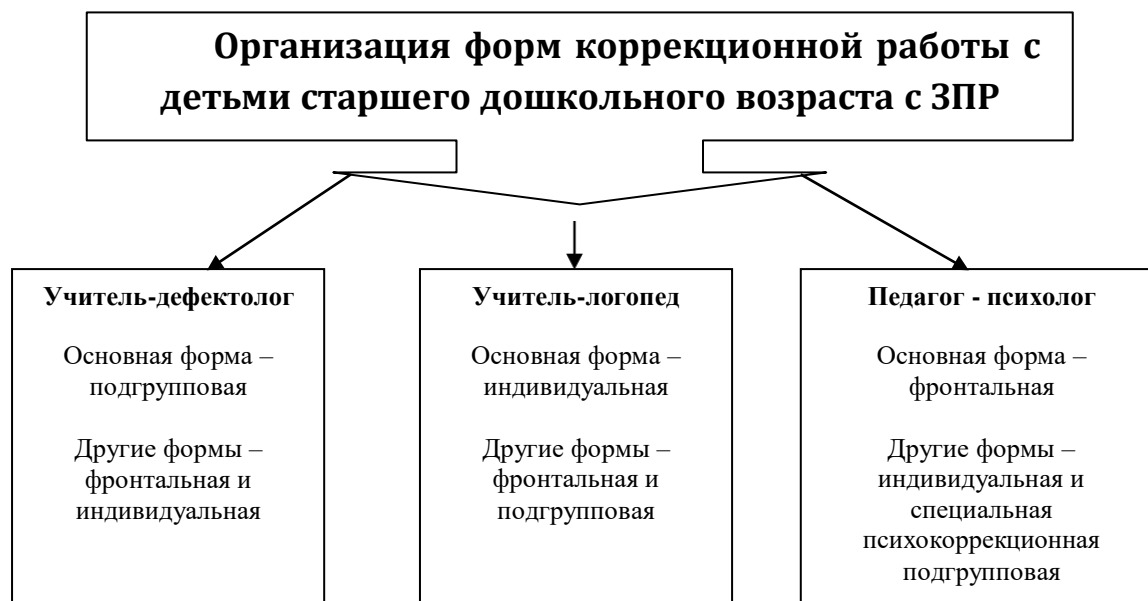 Организация форм коррекционной работы с
детьми старшего дошкольного возраста с ЗПР
Учитель-дефектолог
Основная форма –
подгрупповая
Другие формы –
фронтальная и
индивидуальная
Учитель-логопед
Основная форма –
индивидуальная
Другие формы –
фронтальная и
подгрупповая
Педагог - психолог
Основная форма –
фронтальная
Другие формы –
индивидуальная и
специальная
психокоррекционная
подгрупповая